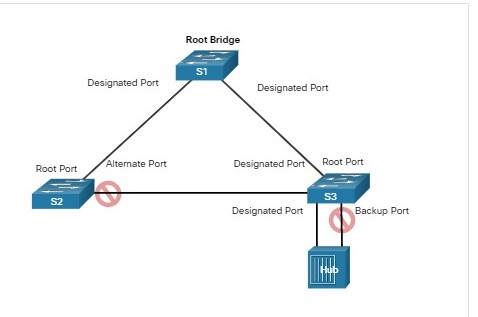 Root Bridge
S1
Designated Port
Designated Port
Root Port
Alternate Port
Designated Port
Root Port
S2
S3
Designated Port
Backup Port
Hub